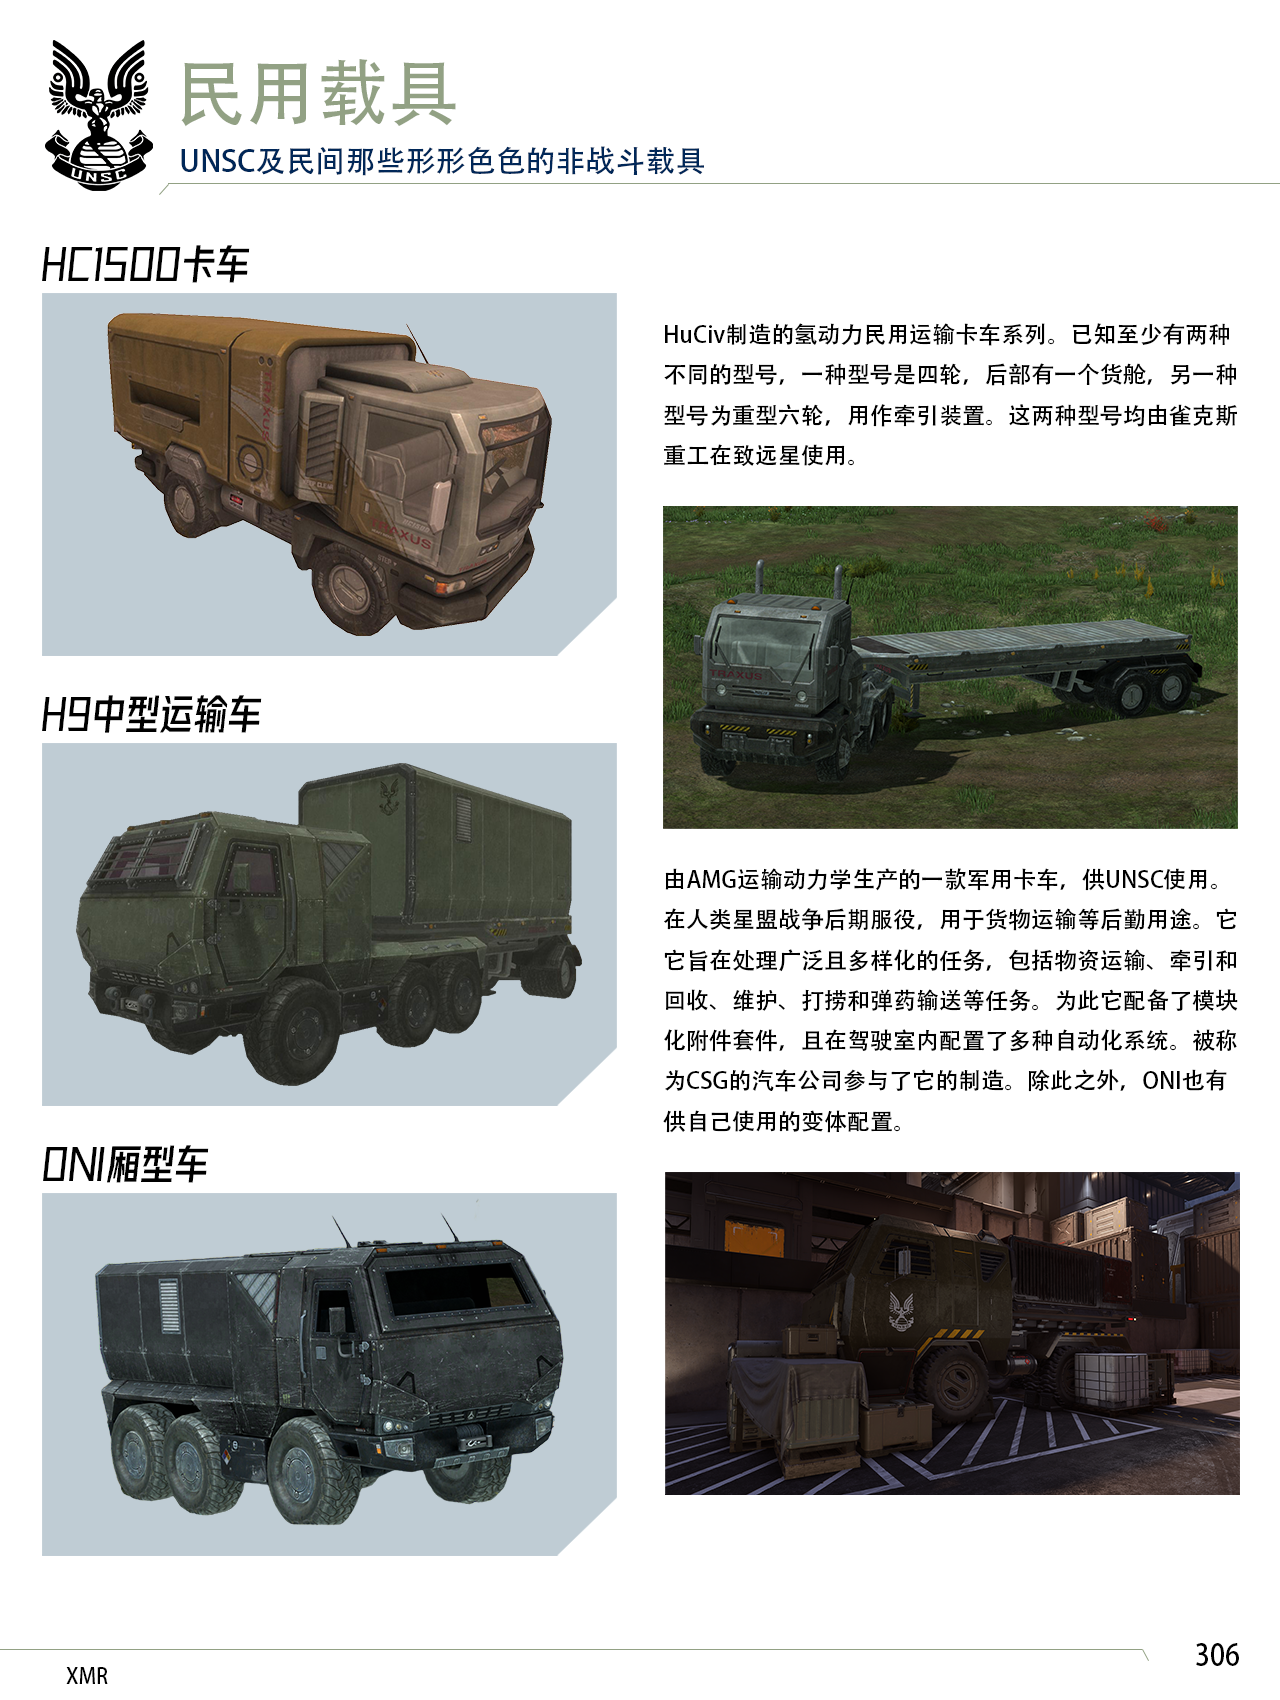 民用载具
UNSC及民间那些形形色色的非战斗载具
UNSC
HC1500卡车
TRAXUS
TRAXUS
HuCiv制造的氢动力民用运输卡车系列。已知至少有两种
不同的型号，一种型号是四轮，后部有一个货舱，另一种
型号为重型六轮，用作牵引装置。这两种型号均由雀克斯
重工在致远星使用。
TRAXUS
H9中型运输车
UNSC
由AMG运输动力学生产的一款军用卡车，供UNSC使用。
在人类星盟战争后期服役，用于货物运输等后勤用途。它
它旨在处理广泛且多样化的任务，包括物资运输、牵引和
回收、维护、打捞和弹药输送等任务。为此它配备了模块
化附件套件，且在驾驶室内配置了多种自动化系统。被称
为CSG的汽车公司参与了它的制造。除此之外，ONI也有
供自己使用的变体配置。
ONI厢型车
306
XMR